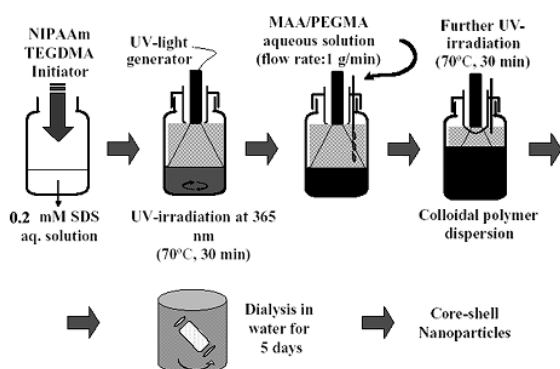 NIPAAm
TEGDMA
Initiator
0.2 mM SDS
aq. solution
UV-light
generator
UV-irradiation at 365
nm
(70°C, 30 min)
MAA/PEGMA
aqueous solution
(flow rate:1 g/min)
Further UV-
irradiation
(70°C, 30 min)
Colloidal polymer
dispersion
Dialysis in
water for
5 days
Core-shell
Nanoparticles